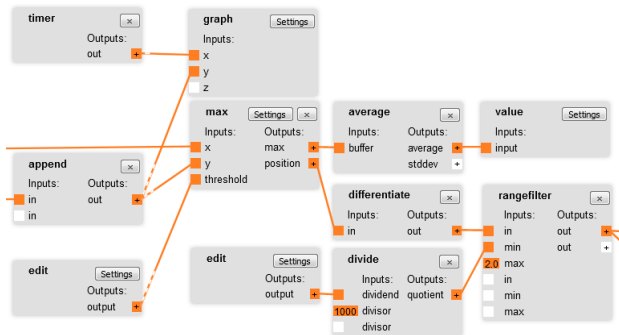 timer
×
Outputs:
out +
graph
Settings
Inputs:
x
y
z
max
Settings
×
Inputs: Outputs:
x max +
y position +
threshold
average
×
Inputs: Outputs:
buffer average +
stddev +
value
Settings
Inputs:
input
append
×
Inputs: Outputs:
in out +
in
differentiate
×
Inputs: Outputs:
in out +
rangefilter
×
Inputs: Outputs:
in out +
min out +
2.0 max
in
min
max
edit
Settings
Outputs:
output +
edit
Settings
Outputs:
output +
divide
×
Inputs: Outputs:
dividend quotient +
1000 divisor
divisor